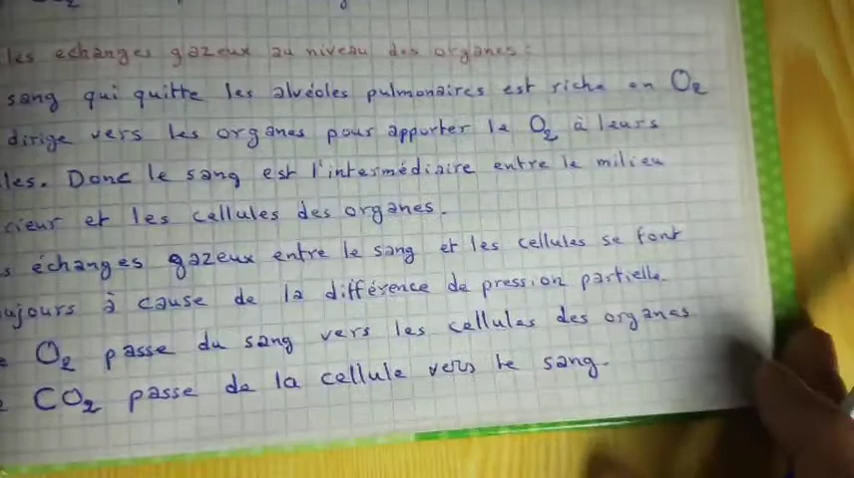 les echanges gazeux au niveau des organes:
sang qui quitte les alvéoles pulmonaires est riche en O2
dirige vers les organes pour apporter le O2 à leurs
les. Donc le sang est l'intermédiaire entre le milieu
rieur et les cellules des organes.
s échanges gazeux entre le sang et les cellules se font
ujours à cause de la différence de pression partielle.
e O2 passe du sang vers les cellules des organes
e CO2 passe de la cellule vers le sang.